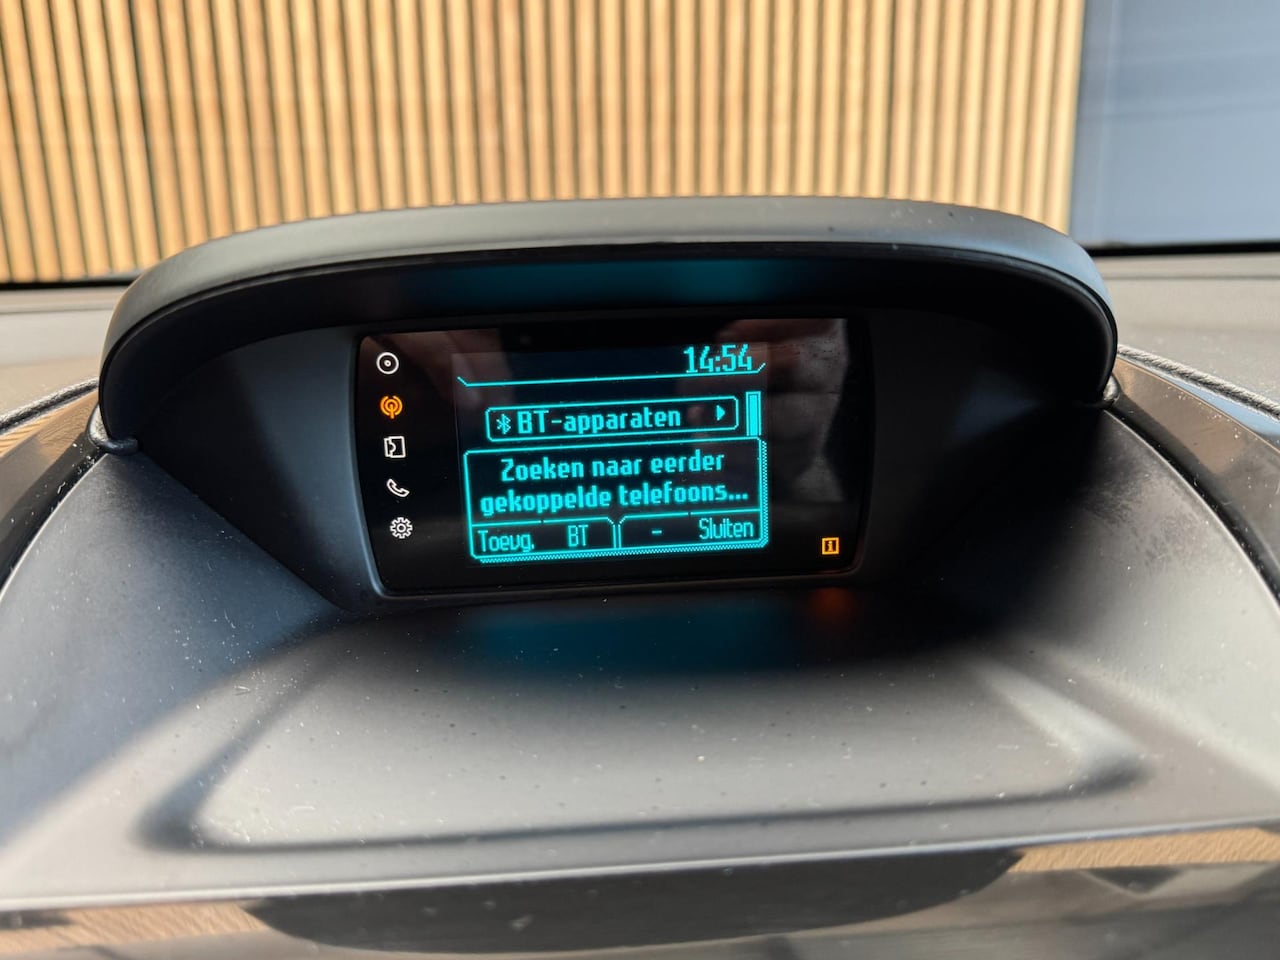 14:54
BT-apparaten
Zoeken naar eerder
gekoppelde telefoons...
Toevg. BT - Sluiten